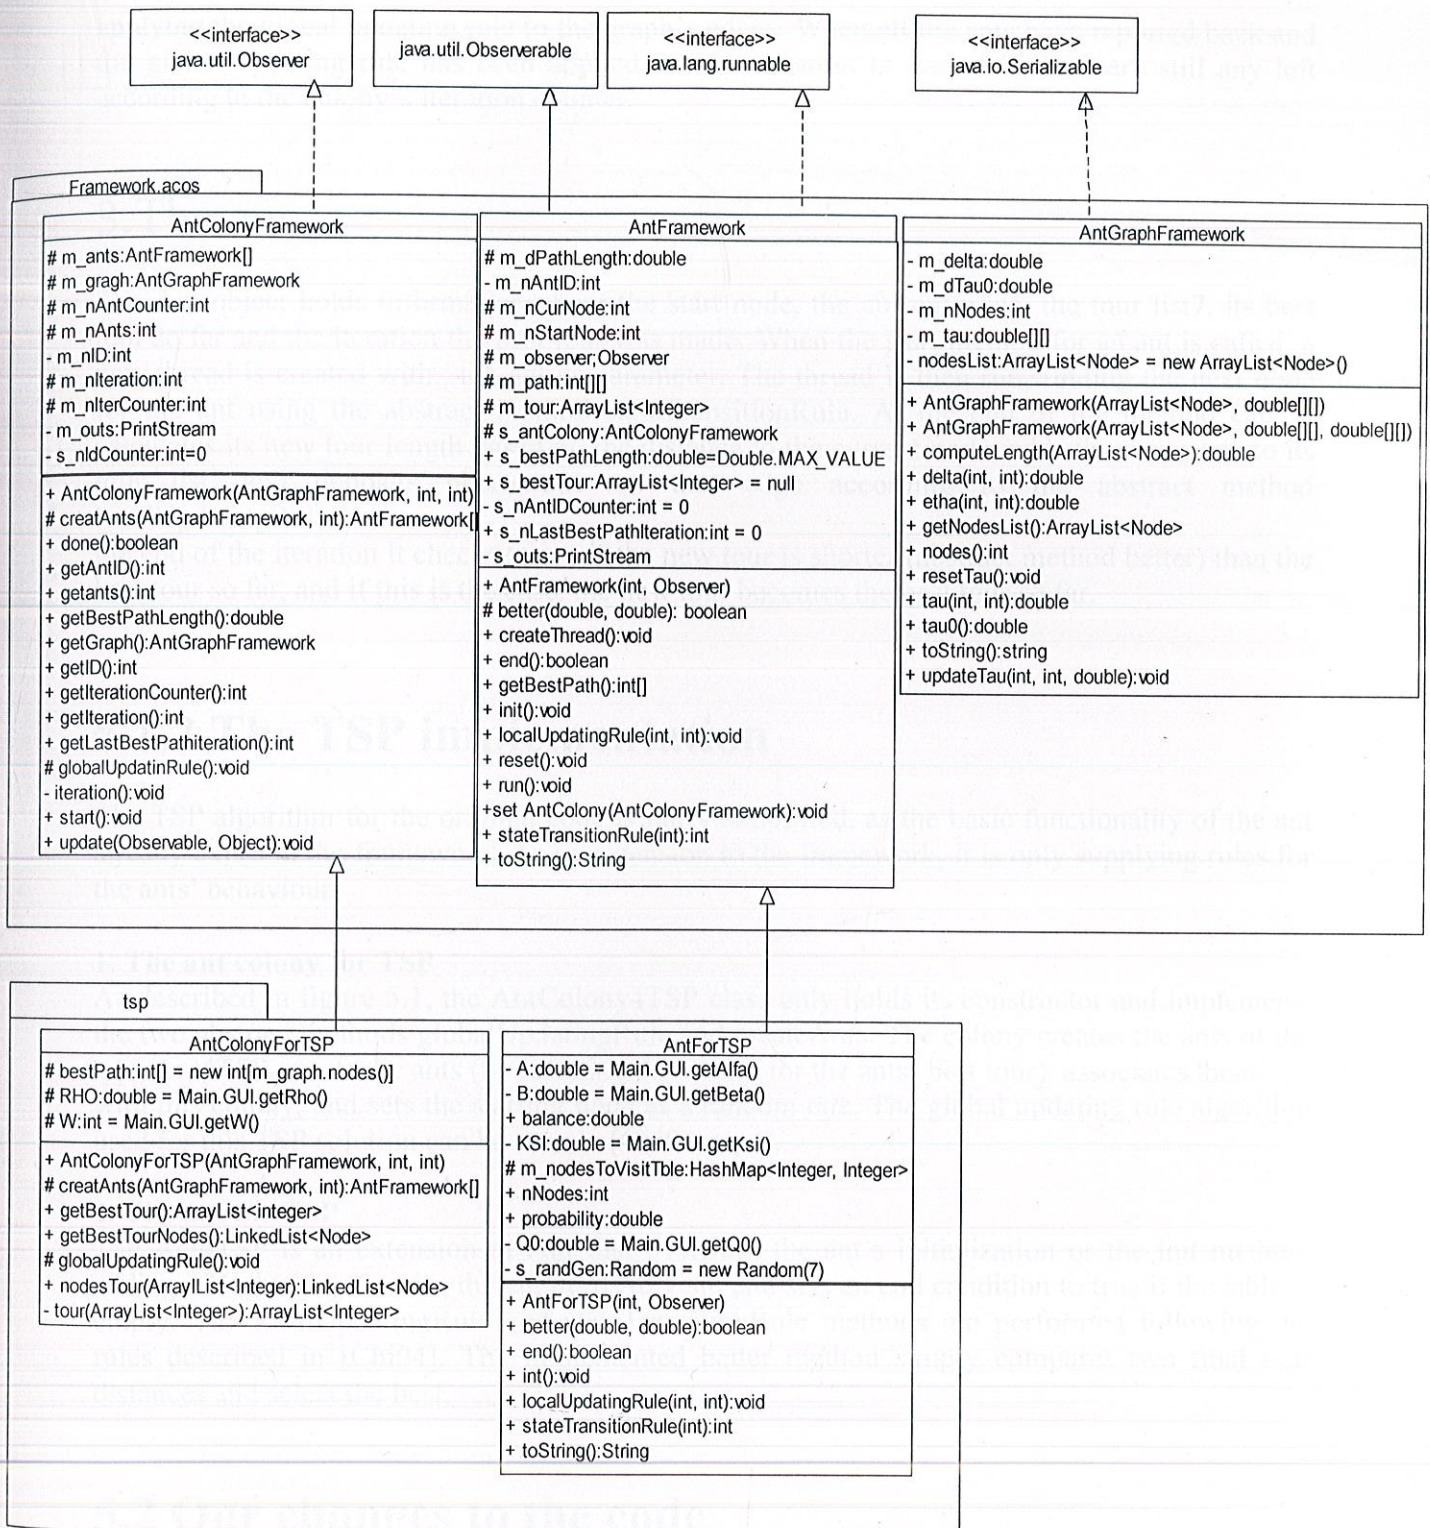 <<interface>>
java.util.Observer
java.util.Observerable
<<interface>>
java.lang.runnable
<<interface>>
java.io.Serializable
Framework.acos
AntColonyFramework
# m_ants:AntFramework[]
# m_gragh:AntGraphFramework
# m_nAntCounter:int
# m_nAnts:int
- m_nID:int
# m_nIteration:int
# m_nIterCounter:int
- m_outs:PrintStream
- s_nIdCounter:int=0
+ AntColonyFramework(AntGraphFramework, int, int)
# creatAnts(AntGraphFramework, int):AntFramework[]
+ done():boolean
+ getAntID():int
+ getants():int
+ getBestPathLength():double
+ getGraph():AntGraphFramework
+ getID():int
+ getIterationCounter():int
+ getIteration():int
+ getLastBestPathiteration():int
# globalUpdatinRule():void
- iteration():void
+ start():void
+ update(Observable, Object):void
AntFramework
# m_dPathLength:double
- m_nAntID:int
# m_nCurNode:int
# m_nStartNode:int
# m_observer;Observer
# m_path:int[][]
# m_tour:ArrayList<Integer>
# s_antColony:AntColonyFramework
+ s_bestPathLength:double=Double.MAX_VALUE
+ s_bestTour:ArrayList<Integer> = null
- s_nAntIDCounter:int = 0
+ s_nLastBestPathIteration:int = 0
- s_outs:PrintStream
+ AntFramework(int, Observer)
# better(double, double): boolean
+ createThread():void
+ end():boolean
+ getBestPath():int[]
+ init():void
+ localUpdatingRule(int, int):void
+ reset():void
+ run():void
+set AntColony(AntColonyFramework):void
+ stateTransitionRule(int):int
+ toString():String
AntGraphFramework
- m_delta:double
- m_dTau0:double
- m_nNodes:int
- m_tau:double[][]
- nodesList:ArrayList<Node> = new ArrayList<Node>()
+ AntGraphFramework(ArrayList<Node>, double[][])
+ AntGraphFramework(ArrayList<Node>, double[][], double[][])
+ computeLength(ArrayList<Node>):double
+ delta(int, int):double
+ etha(int, int):double
+ getNodesList():ArrayList<Node>
+ nodes():int
+ resetTau():void
+ tau(int, int):double
+ tau0():double
+ toString():string
+ updateTau(int, int, double):void
tsp
AntColonyForTSP
# bestPath:int[] = new int[m_graph.nodes()]
# RHO:double = Main.GUI.getRho()
# W:int = Main.GUI.getW()
+ AntColonyForTSP(AntGraphFramework, int, int)
# creatAnts(AntGraphFramework, int):AntFramework[]
+ getBestTour():ArrayList<integer>
+ getBestTourNodes():LinkedList<Node>
# globalUpdatingRule():void
+ nodesTour(ArraylList<Integer):LinkedList<Node>
- tour(ArrayList<Integer>):ArrayList<Integer>
AntForTSP
- A:double = Main.GUI.getAlfa()
- B:double = Main.GUI.getBeta()
+ balance:double
- KSI:double = Main.GUI.getKsi()
# m_nodesToVisitTble:HashMap<Integer, Integer>
+ nNodes:int
+ probability:double
- Q0:double = Main.GUI.getQ0()
- s_randGen:Random = new Random(7)
+ AntForTSP(int, Observer)
+ better(double, double):boolean
+ end():boolean
+ int():void
+ localUpdatingRule(int, int):void
+ stateTransitionRule(int):int
+ toString():String